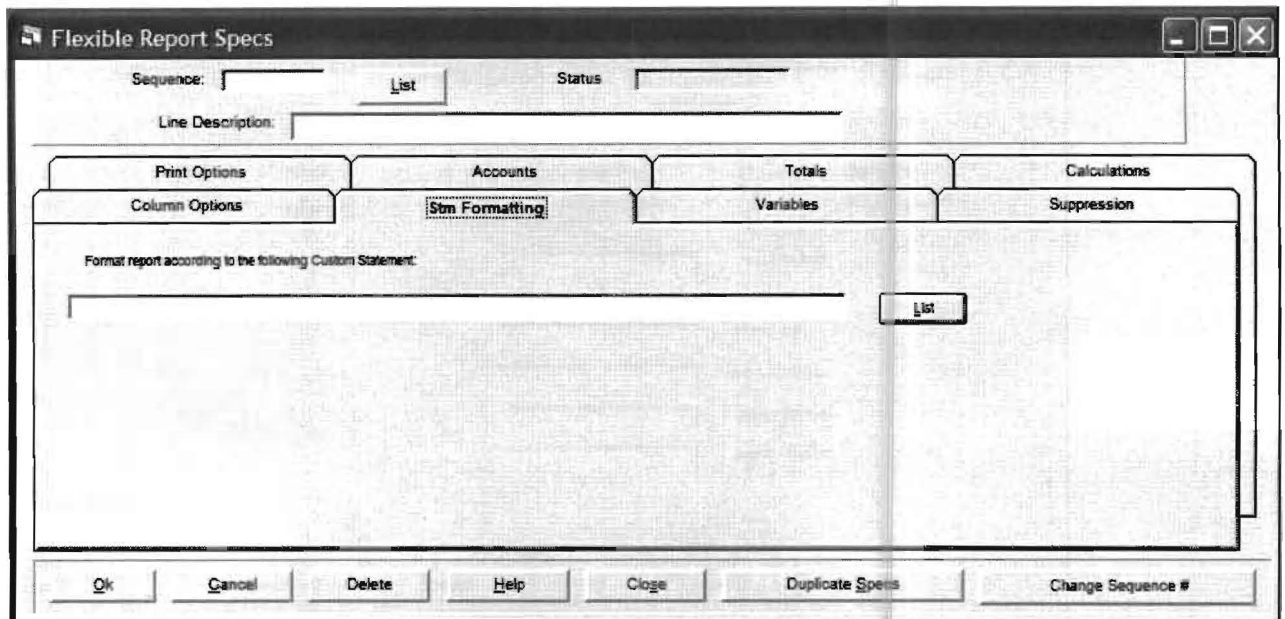 Flexible Report Specs
Sequence: List Status
Line Description:
Print Options Accounts Totals Calculations
Column Options Stm Formatting Variables Suppression
Format report according to the following Custom Statement:
List
Ok Cancel Delete Help Close Duplicate Specs Change Sequence #